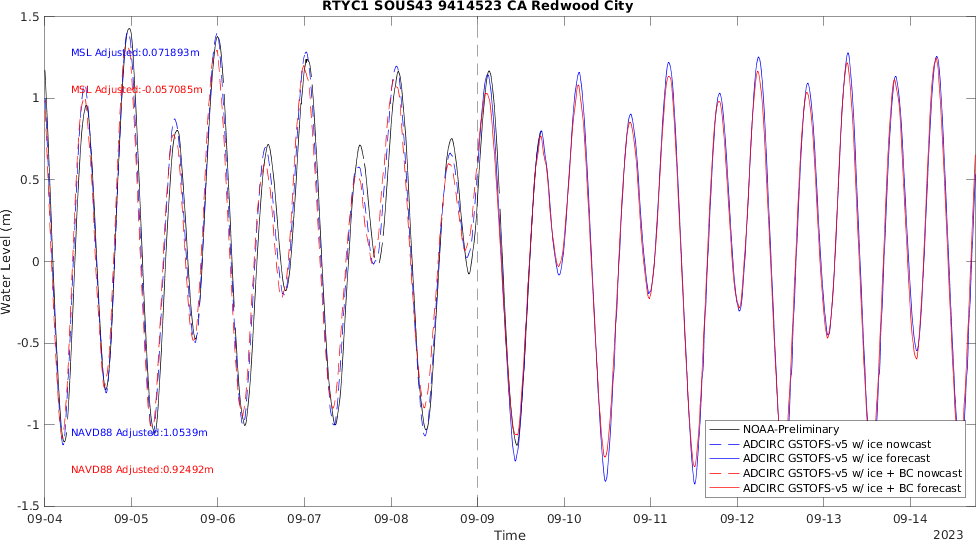 RTYC1 SOUS43 9414523 CA Redwood City
1.5
1
0.5
0
-0.5
-1
-1.5
Water Level (m)
MSL Adjusted:0.071893m
MSL Adjusted:-0.057085m
NAVD88 Adjusted:1.0539m
NAVD88 Adjusted:0.92492m
NOAA-Preliminary
ADCIRC GSTOFS-v5 w/ ice nowcast
ADCIRC GSTOFS-v5 w/ ice forecast
ADCIRC GSTOFS-v5 w/ ice + BC nowcast
ADCIRC GSTOFS-v5 w/ ice + BC forecast
09-04 09-05 09-06 09-07 09-08 09-09 09-10 09-11 09-12 09-13 09-14
Time
2023